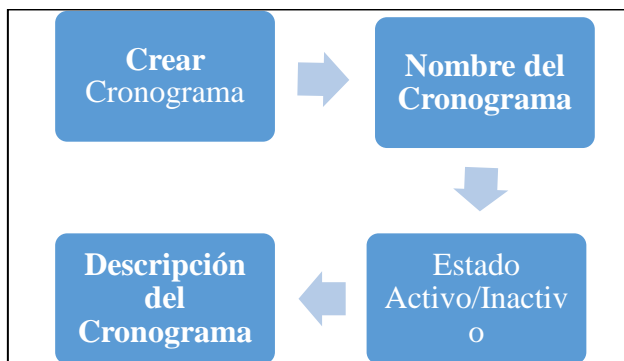 Crear
Cronograma
Nombre del
Cronograma
Estado
Activo/Inactiv
o
Descripción
del
Cronograma